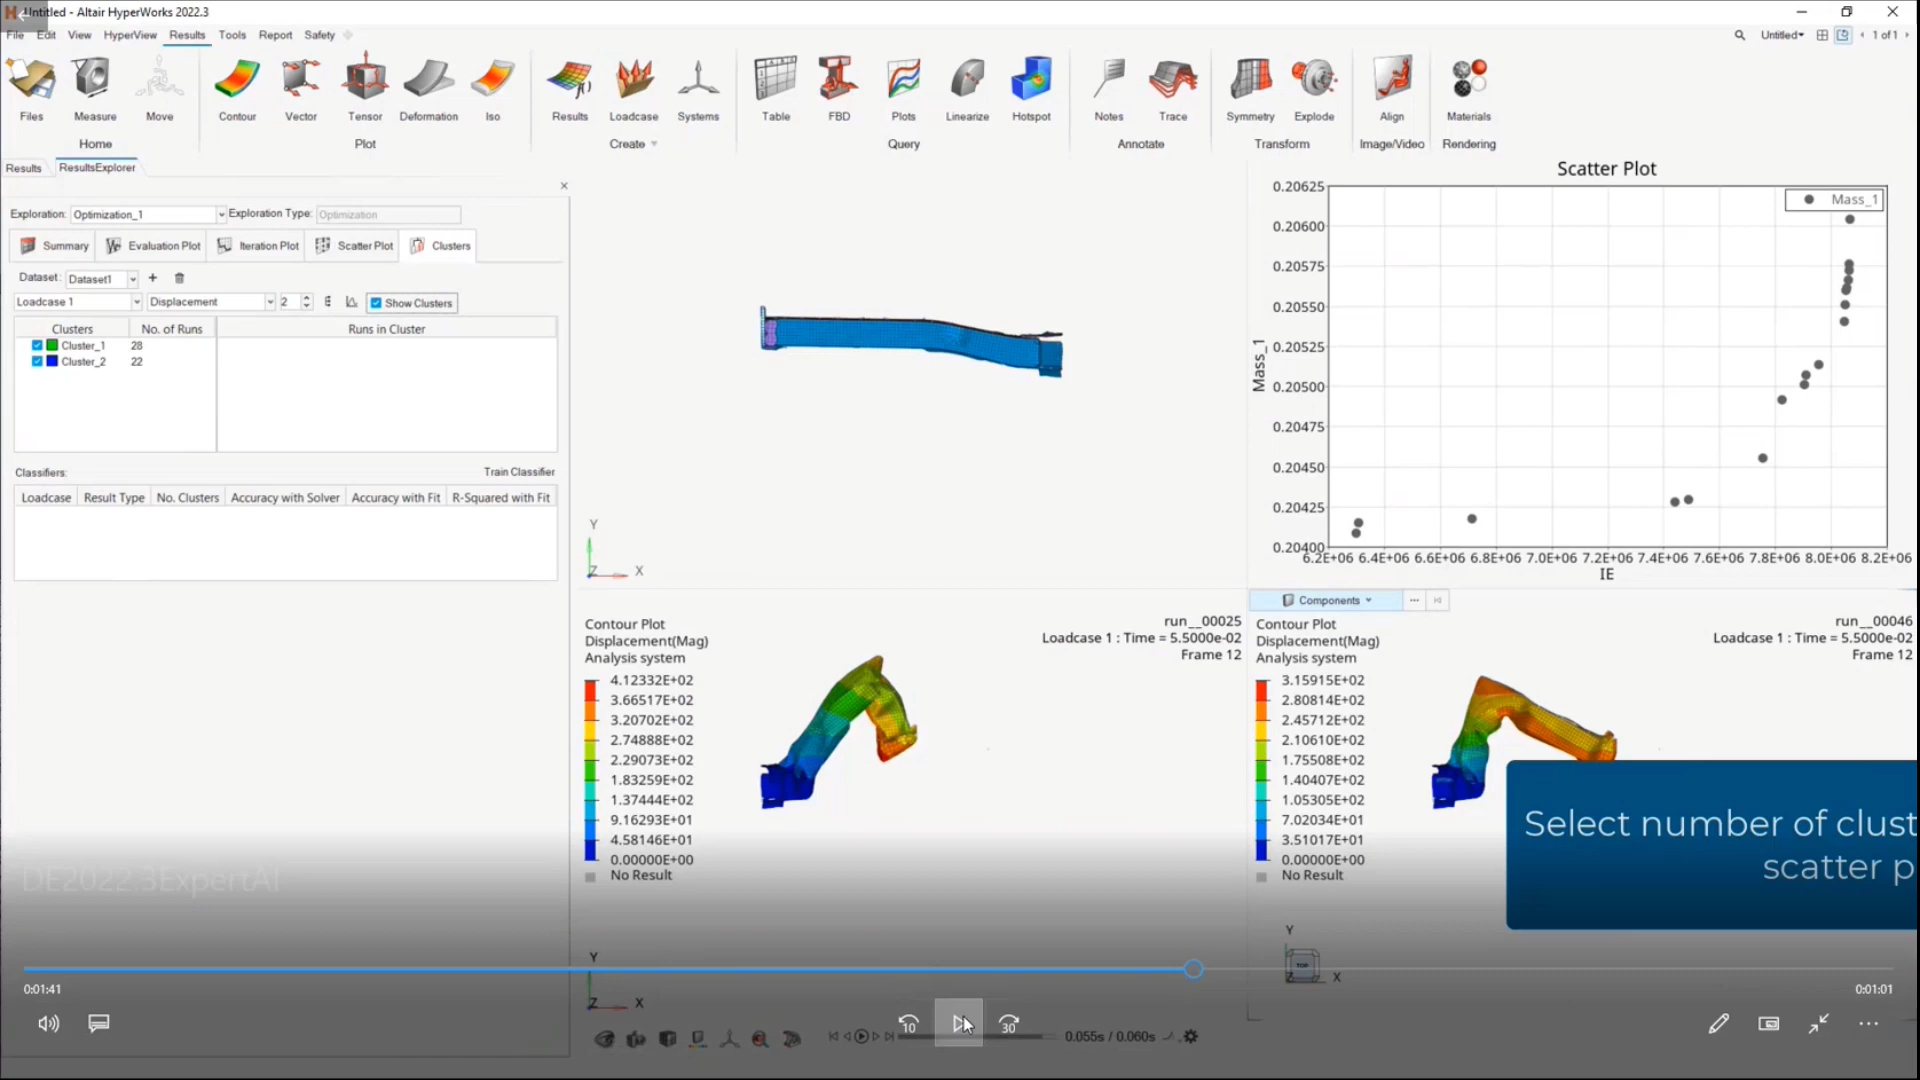 Untitled - Altair HyperWorks 2022.3
File Edit View HyperView Results Tools Report Safety
Untitled 1 of 1
Files Measure Move Contour Vector Tensor Deformation Iso Results Loadcase Systems Table FBD Plots Linearize Hotspot Notes Trace Symmetry Explode Align Materials
Home Plot Create Query Annotate Transform Image/Video Rendering
Results ResultsExplorer
Exploration: Optimization_1 Exploration Type: Optimization
Summary Evaluation Plot Iteration Plot Scatter Plot Clusters
Dataset: Dataset1
Loadcase 1 Displacement 2 Show Clusters
Clusters No. of Runs Runs in Cluster
Cluster_1 28
Cluster_2 22
Classifiers: Train Classifier
Loadcase Result Type No. Clusters Accuracy with Solver Accuracy with Fit R-Squared with Fit
Y
Z X
Scatter Plot
Mass_1
0.20625
0.20600
0.20575
0.20550
0.20525
0.20500
0.20475
0.20450
0.20425
0.20400
Mass_1
6.2E+06 6.4E+06 6.6E+06 6.8E+06 7.0E+06 7.2E+06 7.4E+06 7.6E+06 7.8E+06 8.0E+06 8.2E+06
IE
Components
Contour Plot
Displacement(Mag)
Analysis system
4.12332E+02
3.66517E+02
3.20702E+02
2.74888E+02
2.29073E+02
1.83259E+02
1.37444E+02
9.16293E+01
4.58146E+01
0.00000E+00
No Result
run__00025
Loadcase 1 : Time = 5.5000e-02
Frame 12
Y
Z X
Contour Plot
Displacement(Mag)
Analysis system
3.15915E+02
2.80814E+02
2.45712E+02
2.10610E+02
1.75508E+02
1.40407E+02
1.05305E+02
7.02034E+01
3.51017E+01
0.00000E+00
No Result
run__00046
Loadcase 1 : Time = 5.5000e-02
Frame 12
Select number of clust
scatter p
Y
TOP
Z X
DE2022.3ExpertAI
0:01:41 0:01:01
10 30
0.055s / 0.060s